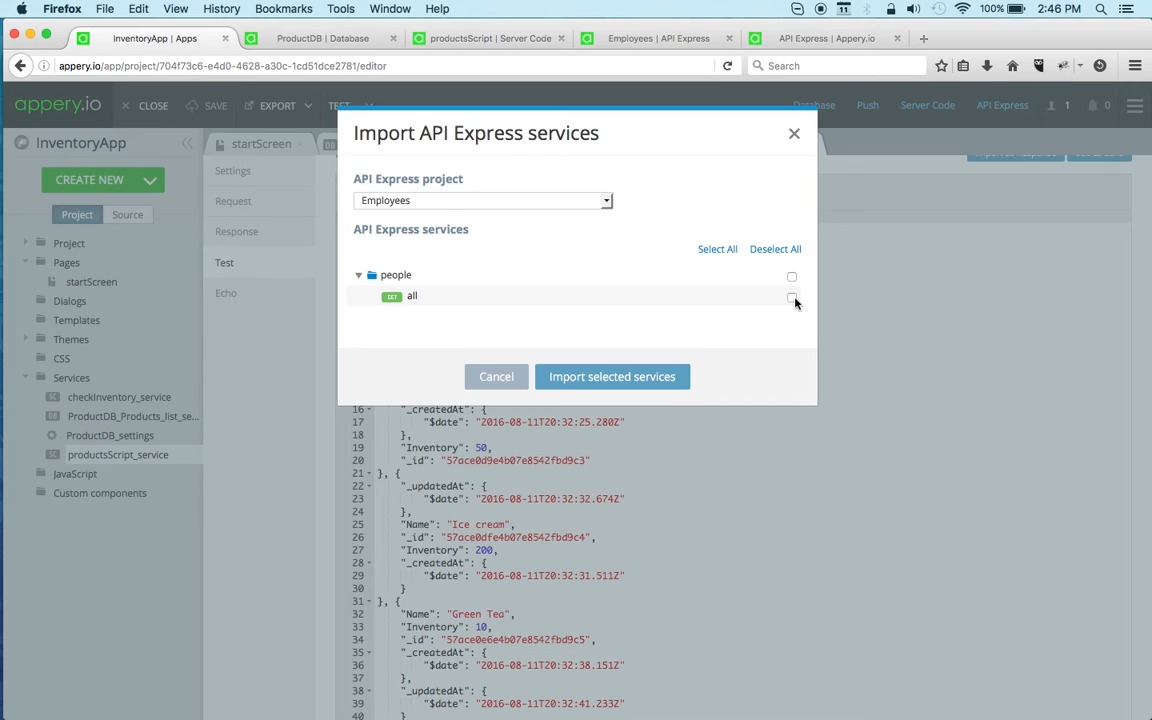 Firefox File Edit View History Bookmarks Tools Window Help 11 100% 2:46 PM
InventoryApp | Apps × ProductDB | Database × productsScript | Server Code × Employees | API Express × API Express | Appery.io × +
appery.io/app/project/704f73c6-e4d0-4628-a30c-1cd51dce2781/editor Search
appery.io × CLOSE SAVE EXPORT TEST Database Push Server Code API Express 1 0
InventoryApp startScreen
CREATE NEW
Project Source
Project
Pages
startScreen
Dialogs
Templates
Themes
CSS
Services
checkInventory_service
ProductDB_Products_list_se...
ProductDB_settings
productsScript_service
JavaScript
Custom components
Settings
Request
Response
Test
Echo
Import API Express services
API Express project
Employees
API Express services
Select All Deselect All
people
GET all
Cancel Import selected services
16 "_createdAt": {
17 "$date": "2016-08-11T20:32:25.280Z"
18 },
19 "Inventory": 50,
20 "_id": "57ace0d9e4b07e8542fbd9c3"
21 }, {
22 "_updatedAt": {
23 "$date": "2016-08-11T20:32:32.674Z"
24 },
25 "Name": "Ice cream",
26 "_id": "57ace0dfe4b07e8542fbd9c4",
27 "Inventory": 200,
28 "_createdAt": {
29 "$date": "2016-08-11T20:32:31.511Z"
30 }
31 }, {
32 "Name": "Green Tea",
33 "Inventory": 10,
34 "_id": "57ace0e6e4b07e8542fbd9c5",
35 "_createdAt": {
36 "$date": "2016-08-11T20:32:38.151Z"
37 },
38 "_updatedAt": {
39 "$date": "2016-08-11T20:32:41.233Z"
40 }